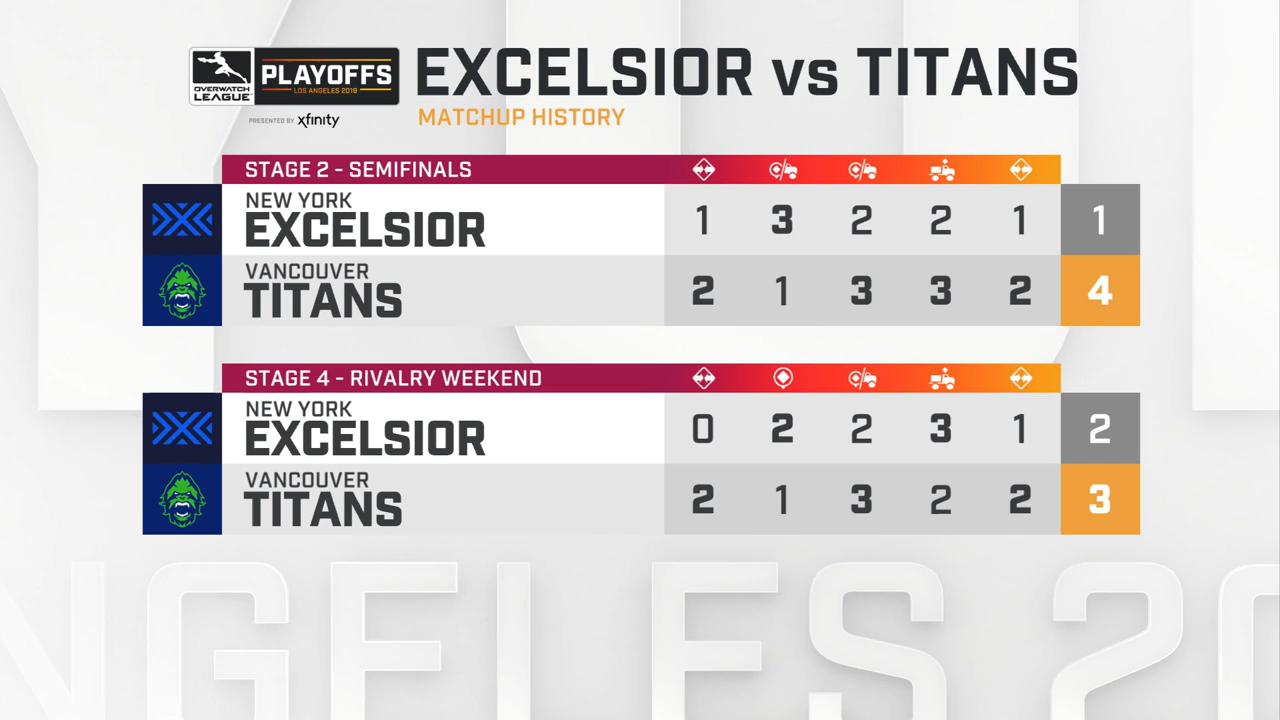 OVERWATCH
LEAGUE
PLAYOFFS
LOS ANGELES 2019
PRESENTED BY xfinity
EXCELSIOR vs TITANS
MATCHUP HISTORY
STAGE 2 - SEMIFINALS
NEW YORK
EXCELSIOR 1 3 2 2 1 1
VANCOUVER
TITANS 2 1 3 3 2 4
STAGE 4 - RIVALRY WEEKEND
NEW YORK
EXCELSIOR 0 2 2 3 1 2
VANCOUVER
TITANS 2 1 3 2 2 3
NGELES 20